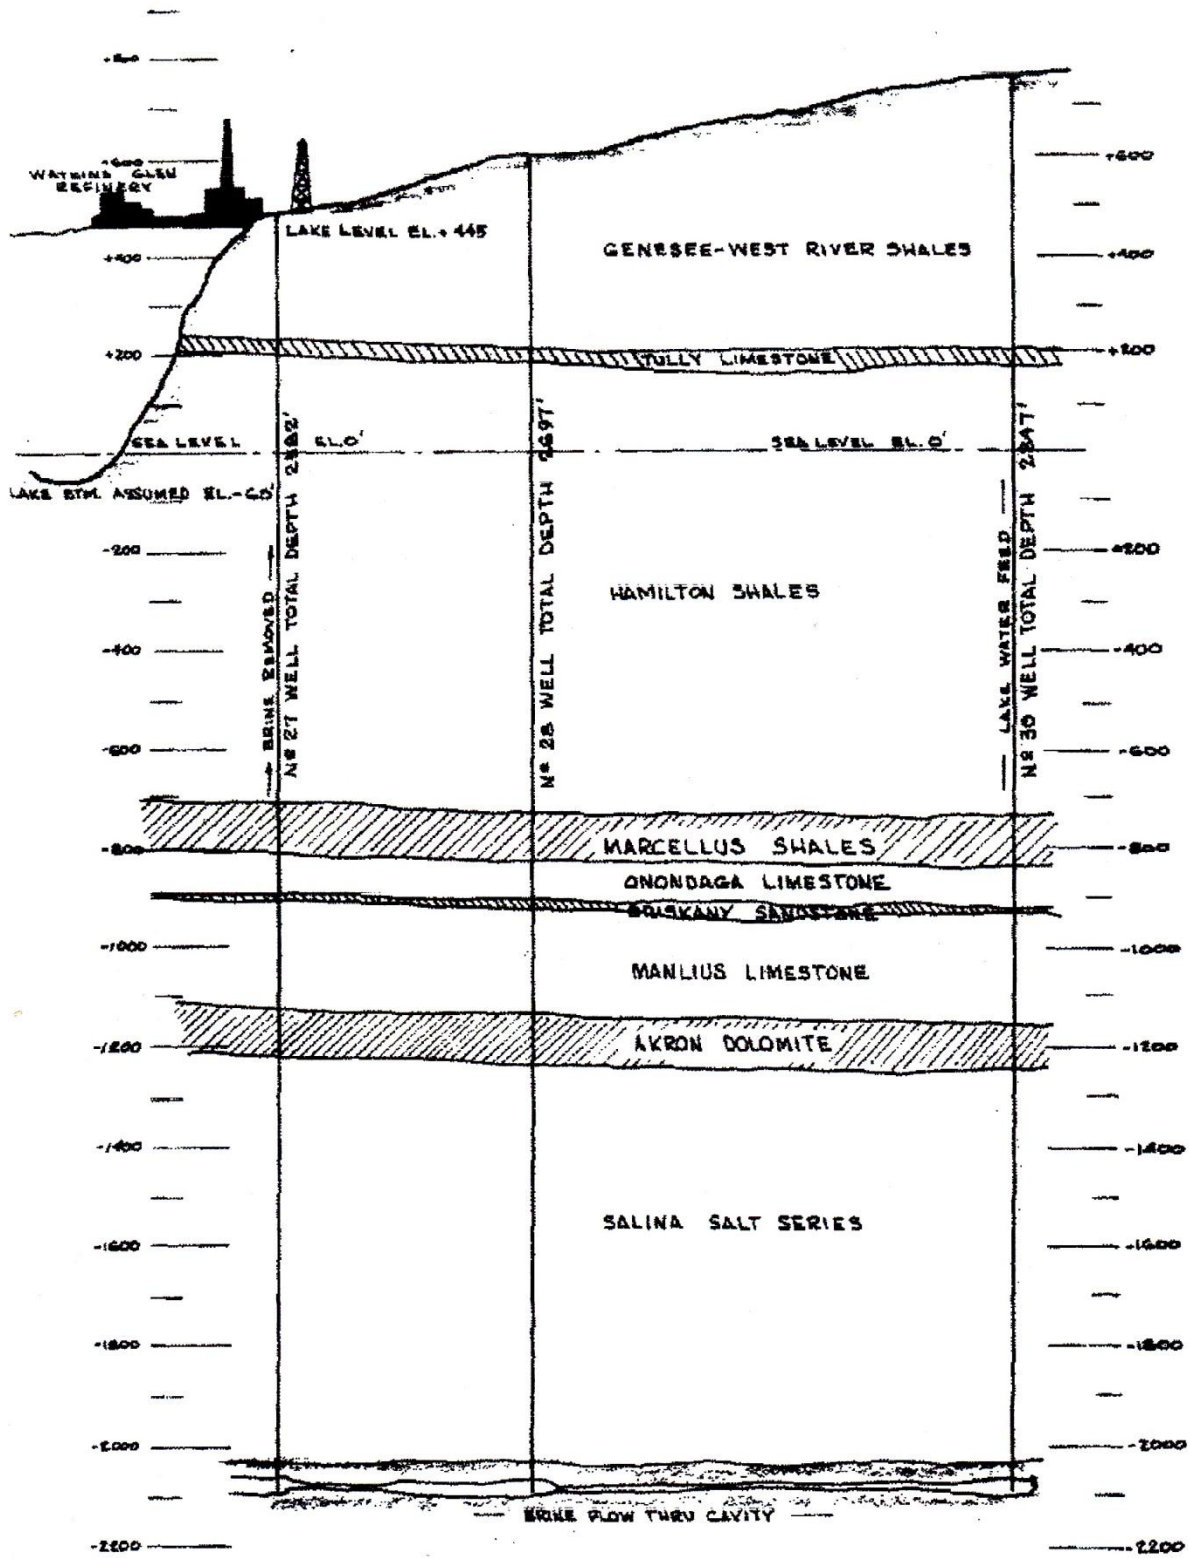 +800
WATKINS GLEN
REFINERY
+600
+600
LAKE LEVEL EL.+445
GENESEE-WEST RIVER SHALES
+400
+400
+200
TULLY LIMESTONE
+200
SEA LEVEL EL.0'
SEA LEVEL EL.0'
LAKE BTM. ASSUMED EL.-60'
BRINE REMOVED
Nº 27 WELL TOTAL DEPTH 2582'
Nº 28 WELL TOTAL DEPTH 2697'
LAKE WATER FEED
Nº 30 WELL TOTAL DEPTH 2847'
-200
-200
HAMILTON SHALES
-400
-400
-600
-600
-800
MARCELLUS SHALES
-800
ONONDAGA LIMESTONE
ORISKANY SANDSTONE
-1000
-1000
MANLIUS LIMESTONE
-1200
AKRON DOLOMITE
-1200
-1400
-1400
SALINA SALT SERIES
-1600
-1600
-1800
-1800
-2000
-2000
BRINE FLOW THRU CAVITY
-2200
-2200